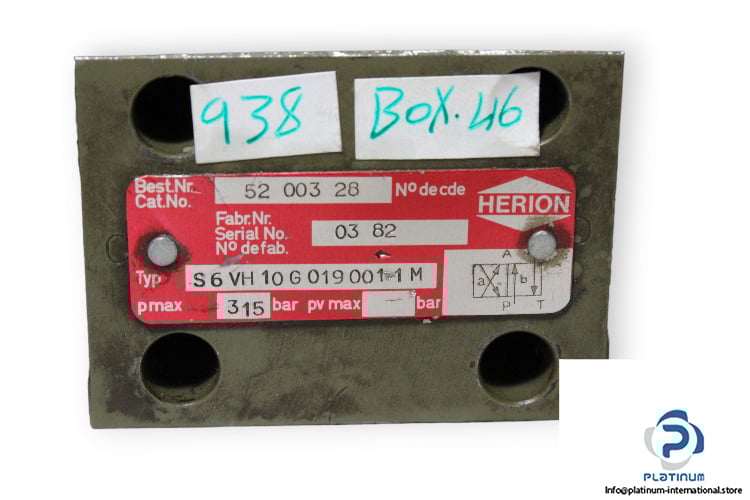 938
BOX.46
Best.Nr. 52 003 28 Nº de cde
Cat.No.
HERION
Fabr.Nr.
Serial No. 03 82
Nº de fab.
Typ S6 VH 10 G 019 001-1 M
pmax 315 bar pv max — bar
A
a b
P T
PLATINUM
Info@platinum-international.store